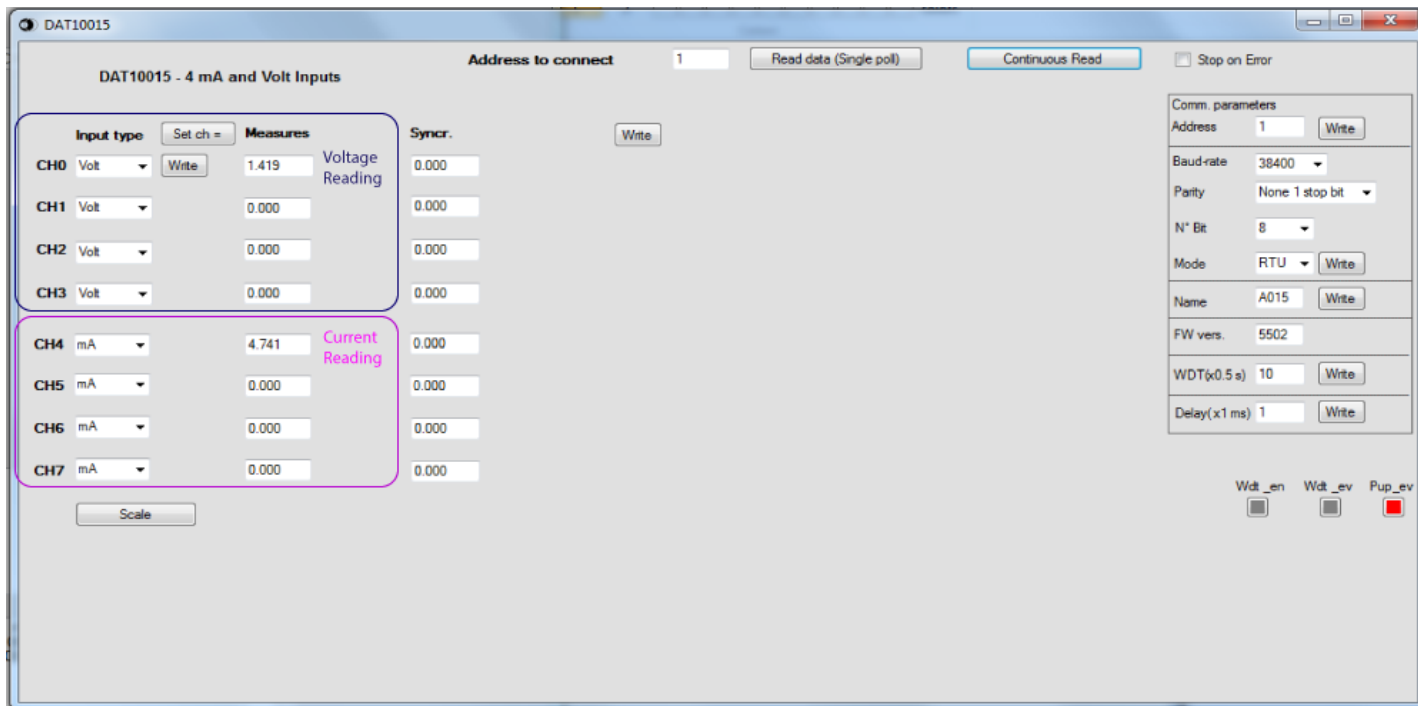 DAT10015
Address to connect 1 Read data (Single poll) Continuous Read Stop on Error
DAT10015 - 4 mA and Volt Inputs
Comm. parameters
Address 1 Write
Input type Set ch = Measures Syncr. Write
CH0 Volt Write 1.419 Voltage Reading 0.000
CH1 Volt 0.000 0.000
CH2 Volt 0.000 0.000
CH3 Volt 0.000 0.000
CH4 mA 4.741 Current Reading 0.000
CH5 mA 0.000 0.000
CH6 mA 0.000 0.000
CH7 mA 0.000 0.000
Scale
Baud-rate 38400
Parity None 1 stop bit
N° Bit 8
Mode RTU Write
Name A015 Write
FW vers. 5502
WDT(x0.5 s) 10 Write
Delay(x1 ms) 1 Write
Wdt_en Wdt_ev Pup_ev